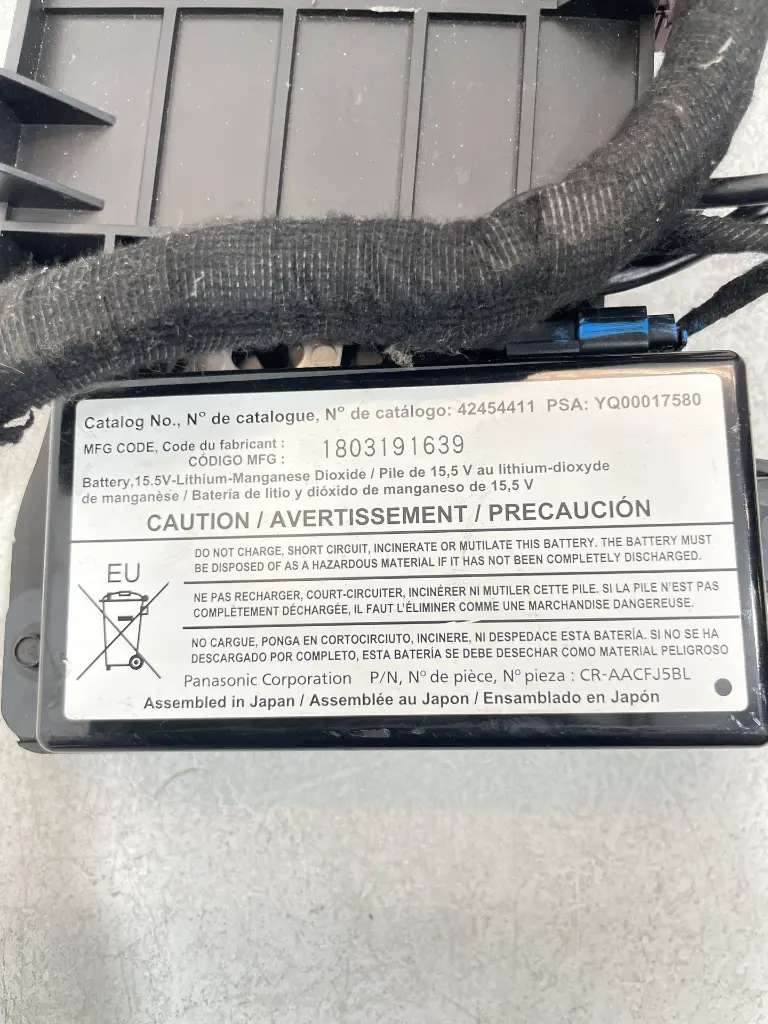 Catalog No., N° de catalogue, N° de catálogo: 42454411 PSA: YQ00017580
MFG CODE, Code du fabricant :
CÓDIGO MFG : 1803191639
Battery,15.5V-Lithium-Manganese Dioxide / Pile de 15,5 V au lithium-dioxyde
de manganèse / Batería de litio y dióxido de manganeso de 15,5 V
CAUTION / AVERTISSEMENT / PRECAUCIÓN
EU
DO NOT CHARGE, SHORT CIRCUIT, INCINERATE OR MUTILATE THIS BATTERY. THE BATTERY MUST
BE DISPOSED OF AS A HAZARDOUS MATERIAL IF IT HAS NOT BEEN COMPLETELY DISCHARGED.
NE PAS RECHARGER, COURT-CIRCUITER, INCINÉRER NI MUTILER CETTE PILE. SI LA PILE N'EST PAS
COMPLÈTEMENT DÉCHARGÉE, IL FAUT L'ÉLIMINER COMME UNE MARCHANDISE DANGEREUSE.
NO CARGUE, PONGA EN CORTOCIRCIUTO, INCINERE, NI DESPEDACE ESTA BATERÍA. SI NO SE HA
DESCARGADO POR COMPLETO, ESTA BATERÍA SE DEBE DESECHAR COMO MATERIAL PELIGROSO
Panasonic Corporation P/N, N° de pièce, N° pieza : CR-AACFJ5BL
Assembled in Japan / Assemblée au Japon / Ensamblado en Japón